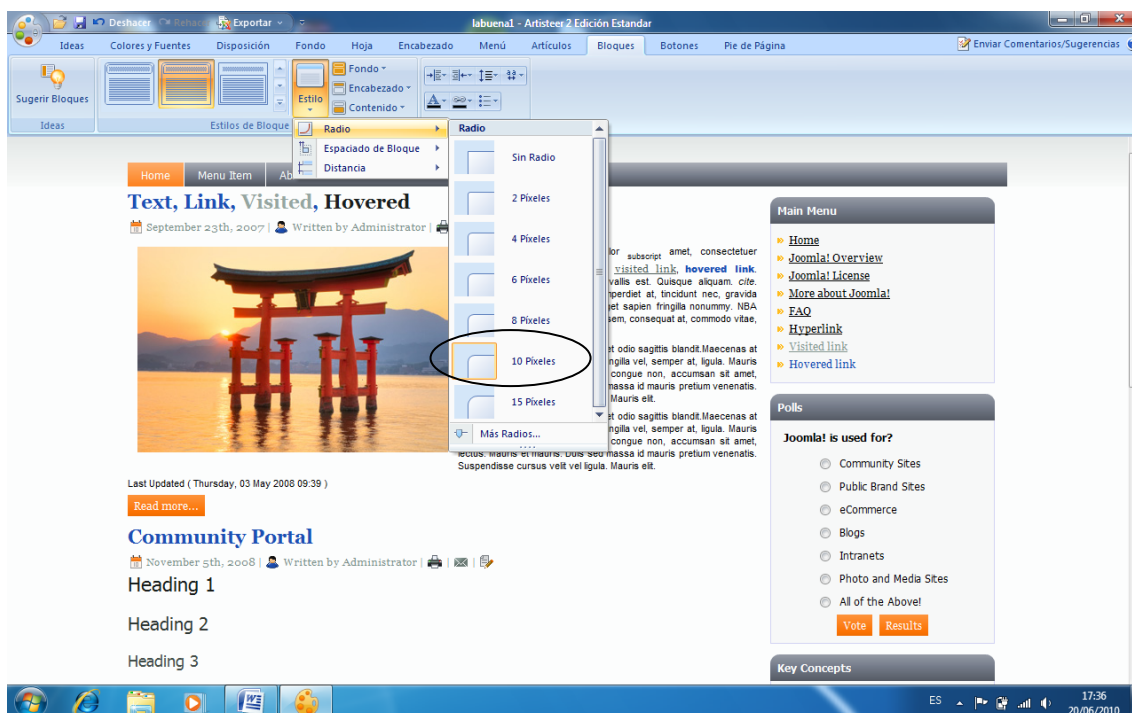 Deshacer Rehacer Exportar labuena1 - Artisteer 2 Edición Estandar
Ideas Colores y Fuentes Disposición Fondo Hoja Encabezado Menú Artículos Bloques Botones Pie de Página Enviar Comentarios/Sugerencias
Sugerir Bloques
Estilo
Fondo
Encabezado
Contenido
Ideas Estilos de Bloque
Radio
Espaciado de Bloque
Distancia
Radio
Sin Radio
2 Píxeles
4 Píxeles
6 Píxeles
8 Píxeles
10 Píxeles
15 Píxeles
Más Radios...
Home Menu Item Ab
Text, Link, Visited, Hovered
September 23th, 2007 | Written by Administrator |
lor subscript amet, consectetuer
visited link, hovered link.
vallis est. Quisque aliquam. cite.
mperdiet at, tincidunt nec, gravida
get sapien fringilla nonummy. NBA
sem, consequat at, commodo vitae,
et odio sagittis blandit.Maecenas at
ngilla vel, semper at, ligula. Mauris
congue non, accumsan sit amet,
massa id mauris pretium venenatis.
Mauris elit.
et odio sagittis blandit.Maecenas at
ngilla vel, semper at, ligula. Mauris
congue non, accumsan sit amet,
lectus. Mauris et mauris. Duis sed massa id mauris pretium venenatis.
Suspendisse cursus velit vel ligula. Mauris elit.
Last Updated ( Thursday, 03 May 2008 09:39 )
Read more...
Community Portal
November 5th, 2008 | Written by Administrator | | |
Heading 1
Heading 2
Heading 3
Main Menu
Home
Joomla! Overview
Joomla! License
More about Joomla!
FAQ
Hyperlink
Visited link
Hovered link
Polls
Joomla! is used for?
Community Sites
Public Brand Sites
eCommerce
Blogs
Intranets
Photo and Media Sites
All of the Above!
Vote Results
Key Concepts
ES 17:36
20/06/2010